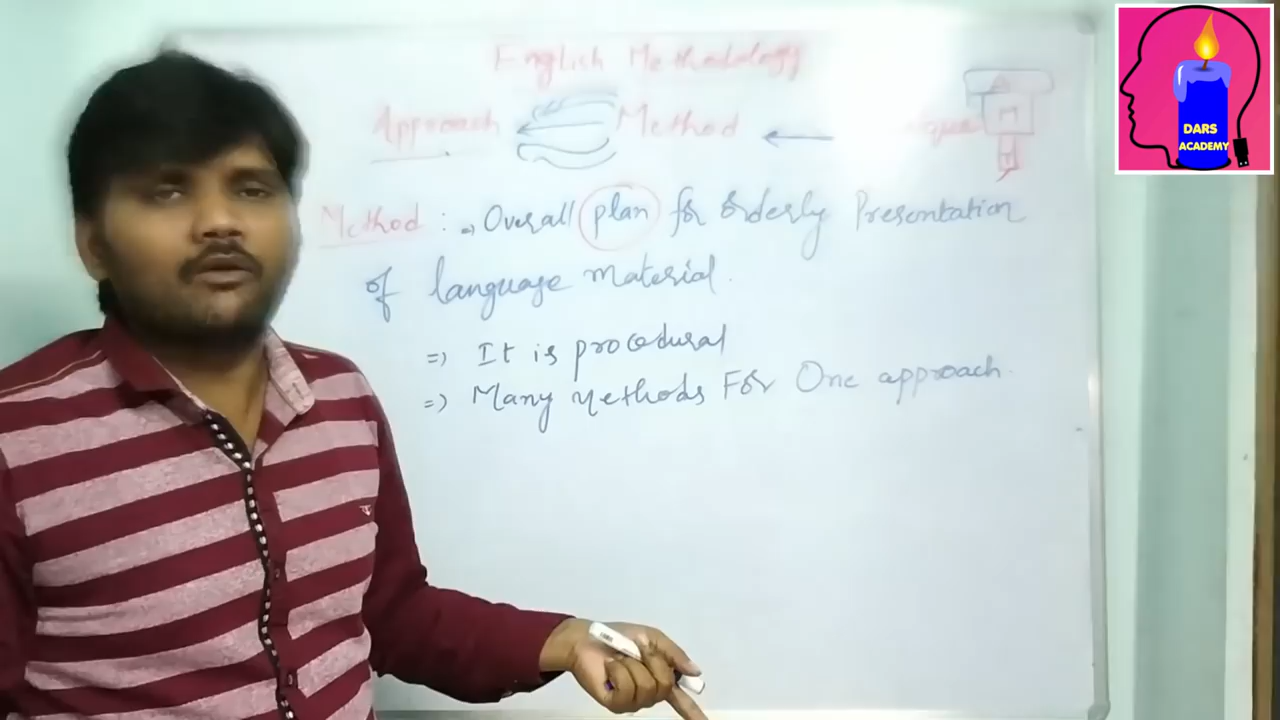 English Methodology
Approach Method
Method : ⇒ Overall plan for orderly Presentation
of language material.
⇒ It is procedural
⇒ Many Methods For One approach.
M
T
DARS
ACADEMY